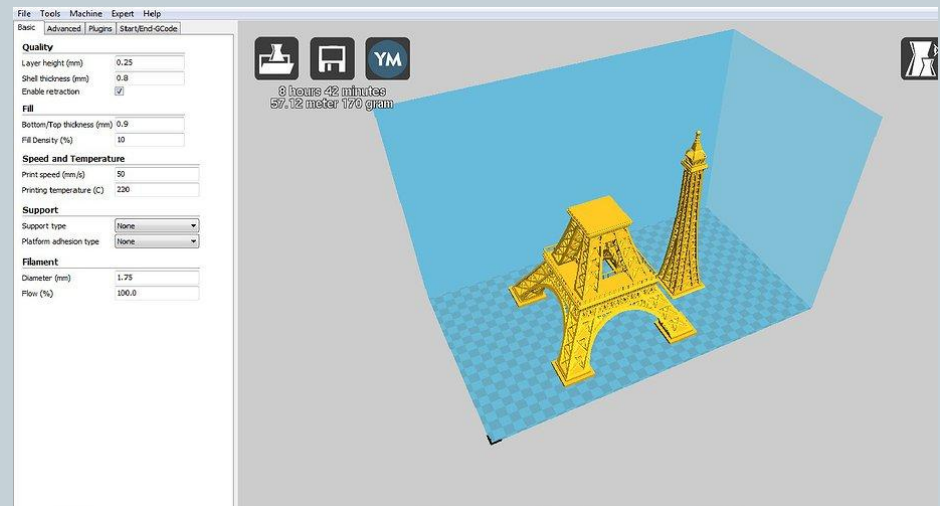 File Tools Machine Expert Help
Basic Advanced Plugins Start/End-GCode
Quality
Layer height (mm) 0.25
Shell thickness (mm) 0.8
Enable retraction
Fill
Bottom/Top thickness (mm) 0.9
Fill Density (%) 10
Speed and Temperature
Print speed (mm/s) 50
Printing temperature (C) 220
Support
Support type None
Platform adhesion type None
Filament
Diameter (mm) 1.75
Flow (%) 100.0
YM
8 hours 42 minutes
57.12 meter 170 gram